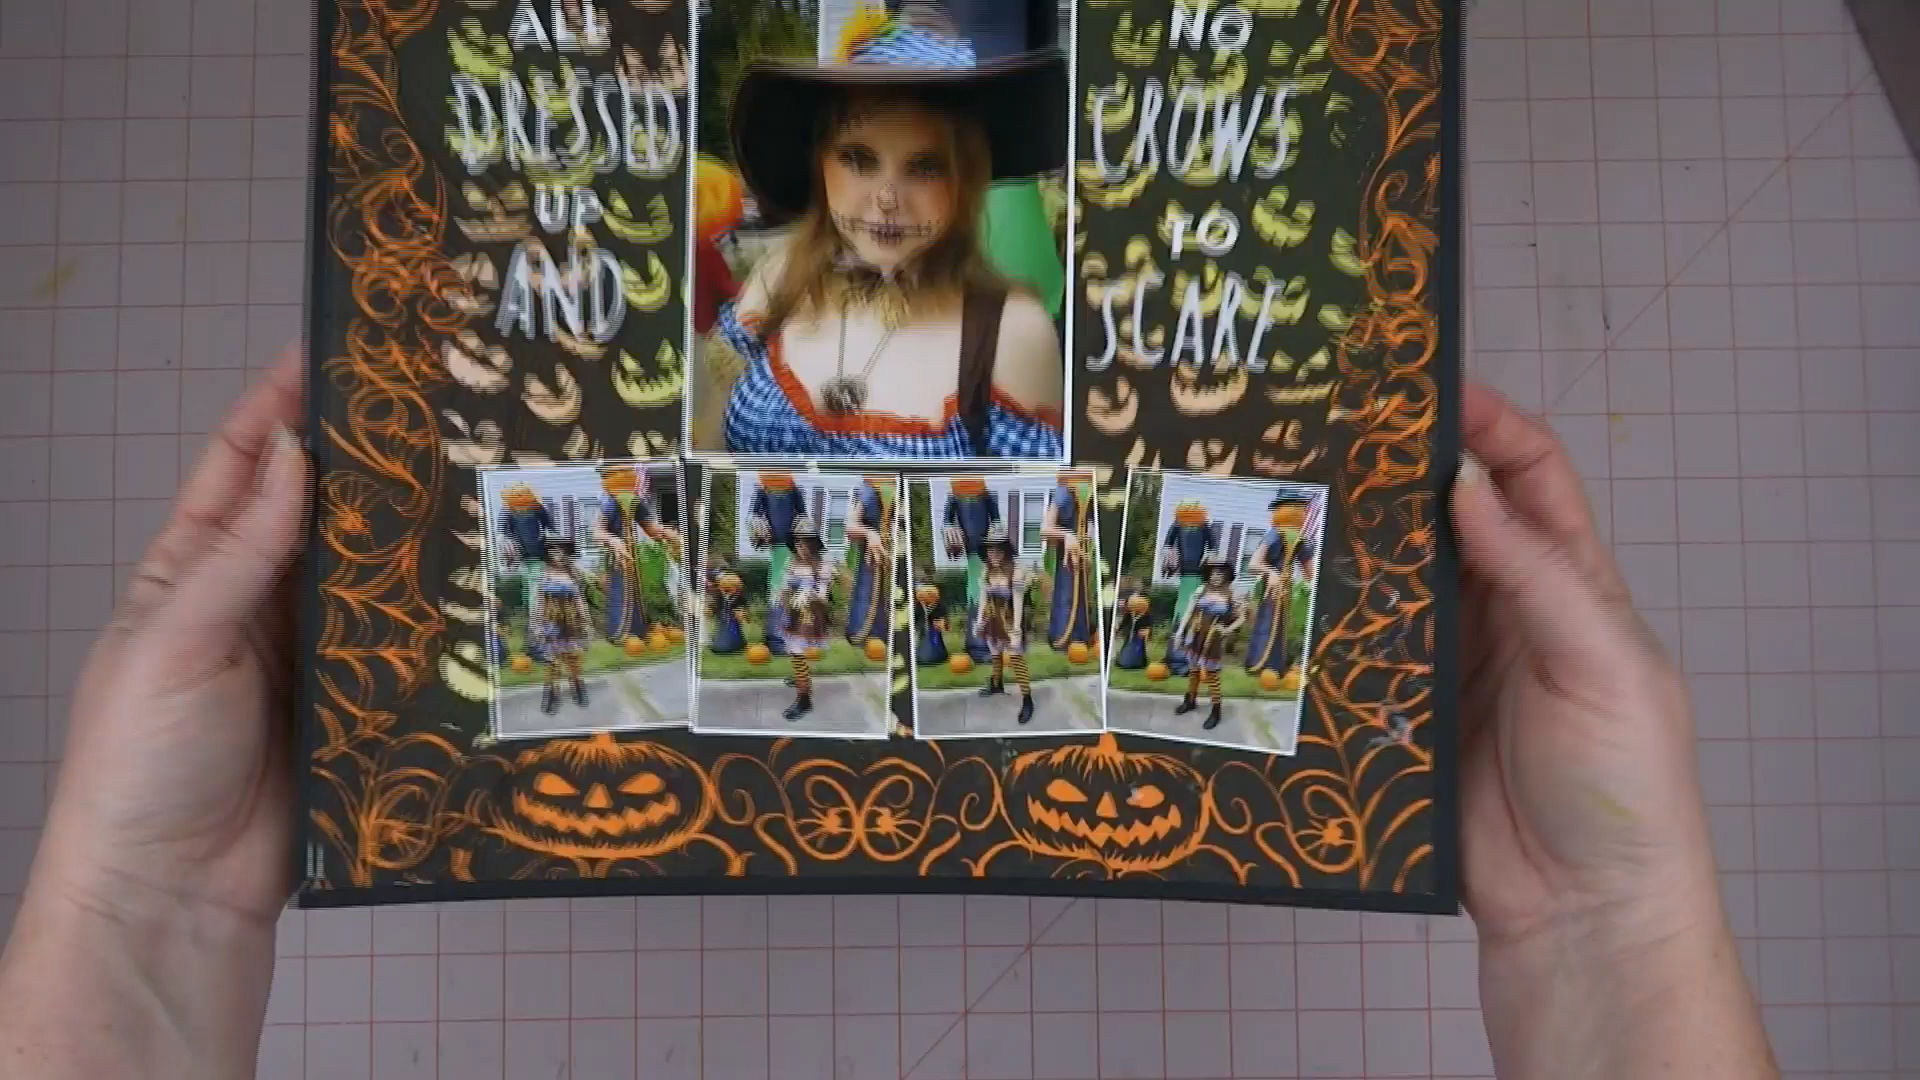 ALL
DRESSED
UP
AND
NO
CROWS
TO
SCARE